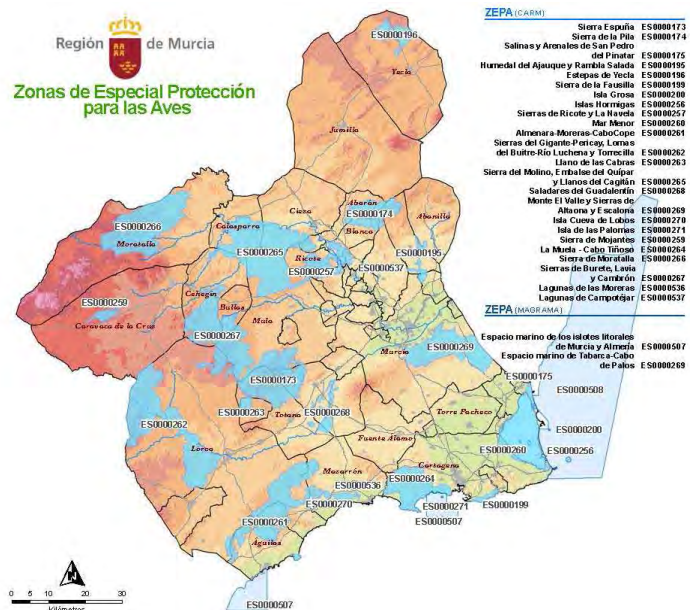 Región de Murcia
Zonas de Especial Protección
para las Aves
ZEPA (CARM)
Sierra Espuña ES0000173
Sierra de la Pila ES0000174
Salinas y Arenales de San Pedro
del Pinatar ES0000175
Humedal del Ajauque y Rambla Salada ES0000195
Estepas de Yecla ES0000196
Sierra de la Fausilla ES0000199
Isla Grosa ES0000200
Islas Hormigas ES0000256
Sierras de Ricote y La Navela ES0000257
Mar Menor ES0000260
Almenara-Moreras-CaboCope ES0000261
Sierras del Gigante-Pericay, Lomas
del Buitre-Río Luchena y Torrecilla ES0000262
Llano de las Cabras ES0000263
Sierra del Molino, Embalse del Quípar
y Llanos del Cagitán ES0000265
Saladares del Guadalentín ES0000268
Monte El Valle y Sierras de
Altaona y Escalona ES0000269
Isla Cueva de Lobos ES0000270
Isla de las Palomas ES0000271
Sierra de Mojantes ES0000259
La Muela - Cabo Tiñoso ES0000264
Sierra de Moratalla ES0000266
Sierras de Burete, Lavia
y Cambrón ES0000267
Lagunas de las Moreras ES0000536
Lagunas de Campotéjar ES0000537
ZEPA (MAGRAMA)
Espacio marino de los islotes litorales
de Murcia y Almería ES0000507
Espacio marino de Tabarca-Cabo
de Palos ES0000269
ES0000196
Yecla
Jumilla
Abarán
ES0000174
Cieza
Abanilla
Blanca
ES0000266
Calasparra
Moratalla
ES0000265
ES0000195
Ricote
ES0000257
ES0000537
Cehegín
ES0000259
Bullas
Mula
Caravaca de la Cruz
ES0000267
Murcia
ES0000269
ES0000175
ES0000173
ES0000508
ES0000263
Totana
ES0000268
Torre Pacheco
ES0000262
ES0000200
Fuente Alamo
Lorca
ES0000260
ES0000256
Mazarrón
Cartagena
ES0000264
ES0000536
ES0000270
ES0000271
ES0000199
ES0000507
ES0000261
Aguilas
ES0000507
N
0 5 10 20 30
Kilómetros